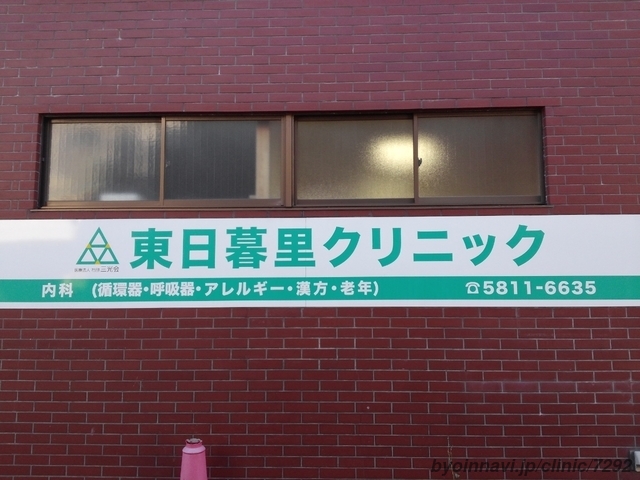 東日暮里クリニック
内科 (循環器・呼吸器・アレルギー・漢方・老年) ☎5811-6635
byoinnavi.jp/clinic/7292